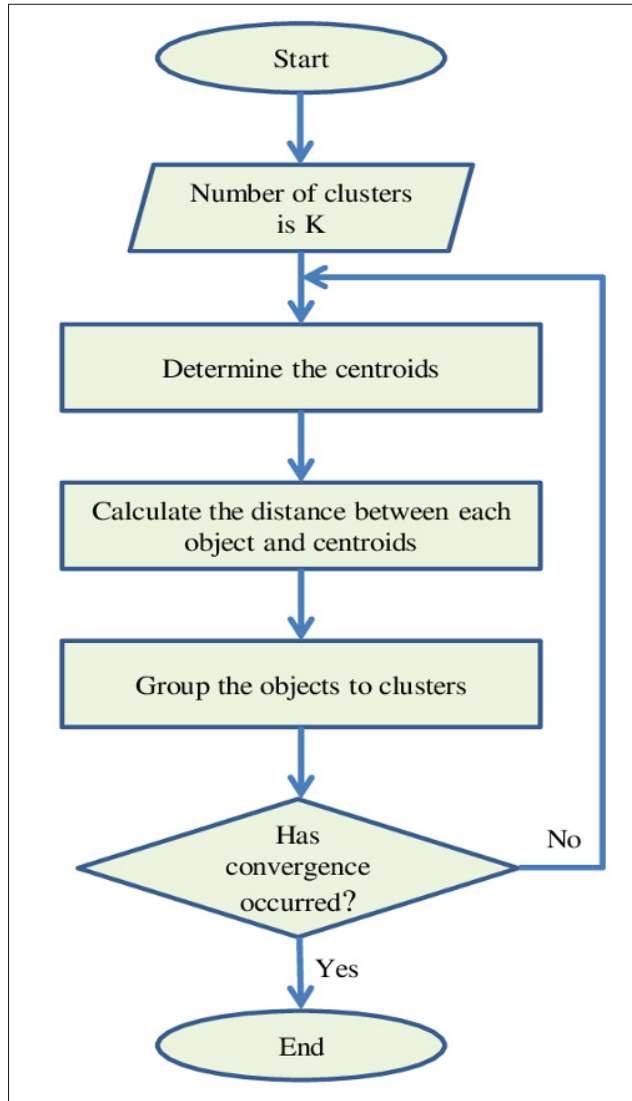 Start
Number of clusters
is K
Determine the centroids
Calculate the distance between each
object and centroids
Group the objects to clusters
Has
convergence
occurred?
No
Yes
End